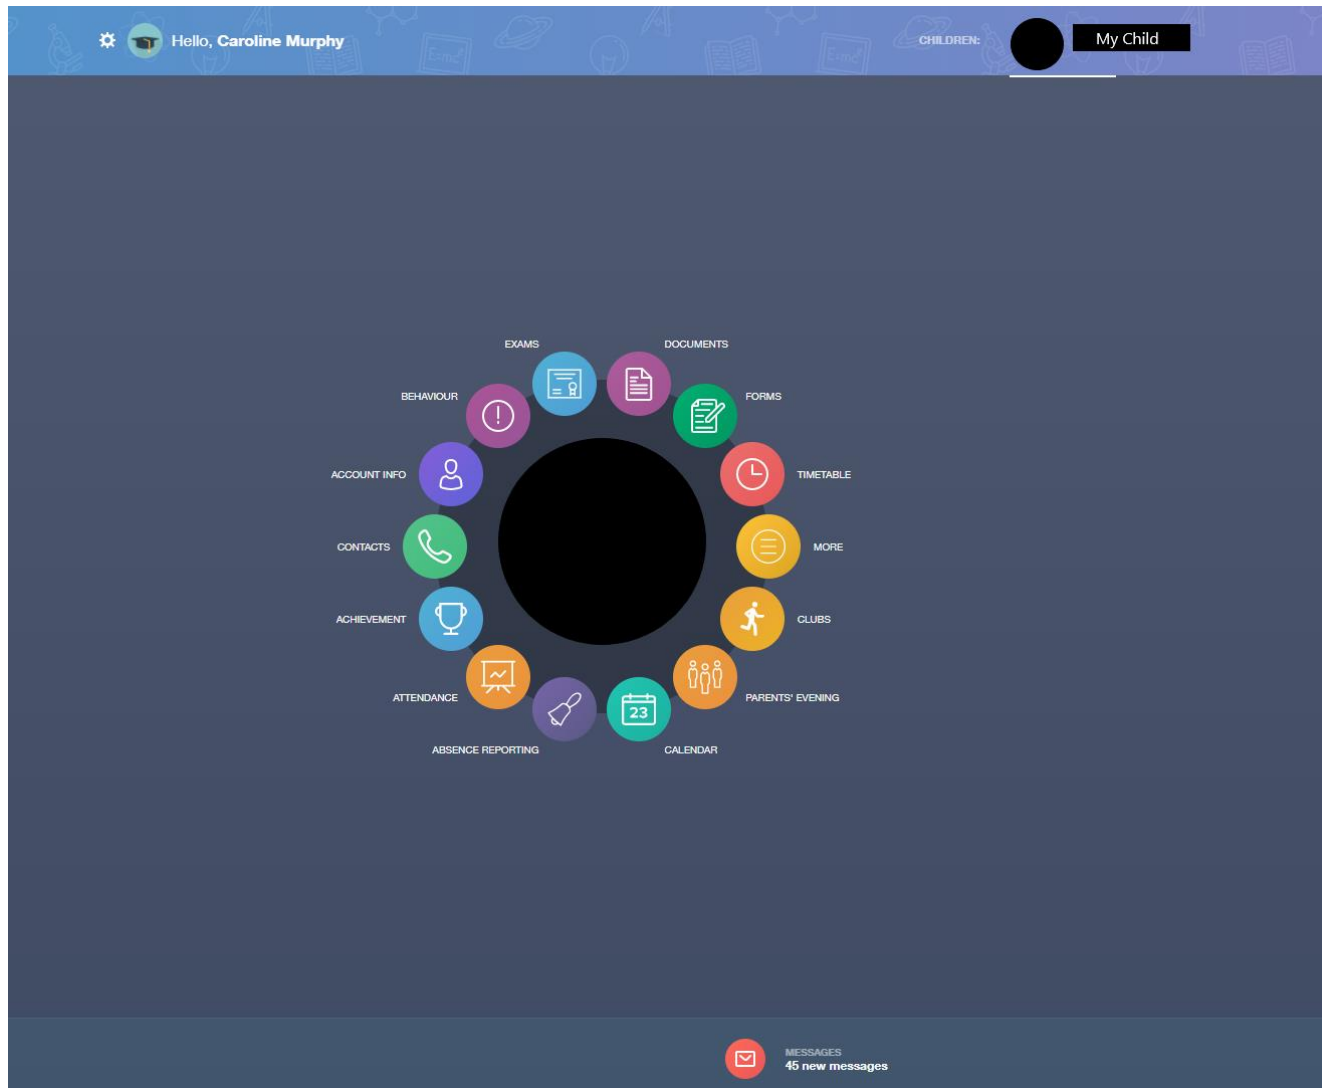 Hello, Caroline Murphy
CHILDREN:
My Child
EXAMS
DOCUMENTS
BEHAVIOUR
FORMS
ACCOUNT INFO
TIMETABLE
CONTACTS
MORE
ACHIEVEMENT
CLUBS
ATTENDANCE
PARENTS' EVENING
23
ABSENCE REPORTING
CALENDAR
MESSAGES
45 new messages